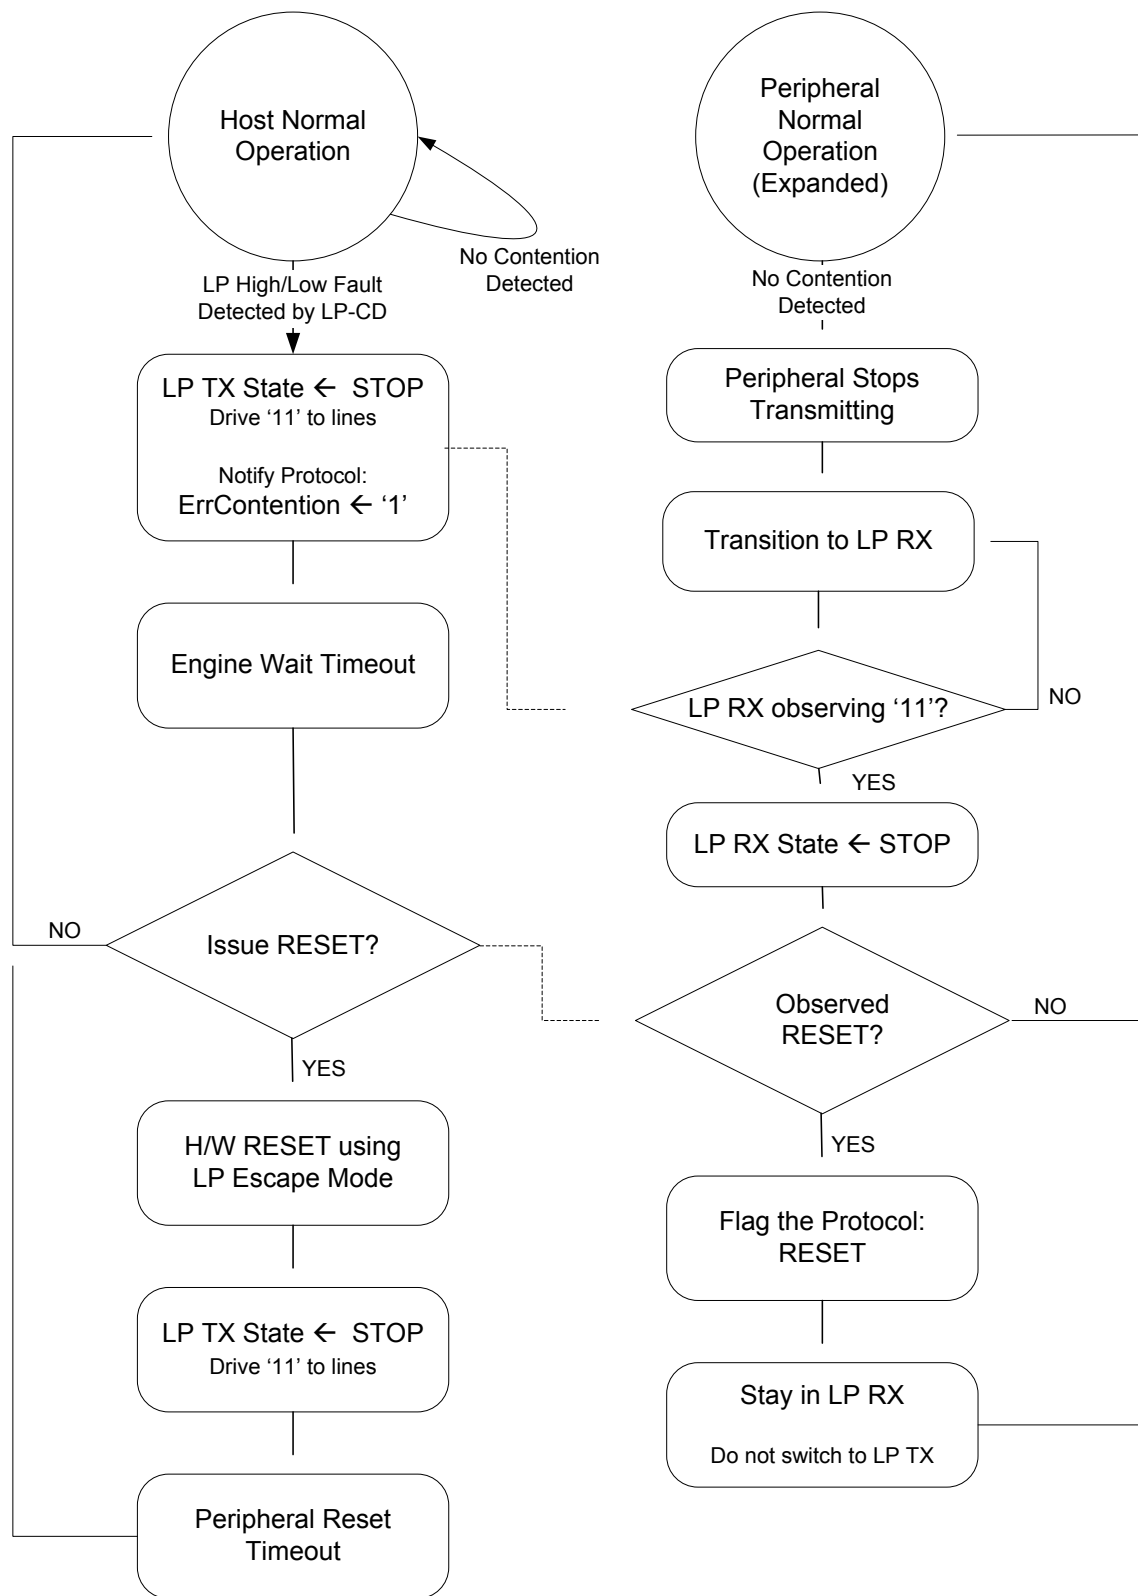 Host Normal
Operation
No Contention
Detected
LP High/Low Fault
Detected by LP-CD
LP TX State ← STOP
Drive ‘11’ to lines
Notify Protocol:
ErrContention ← ‘1’
Engine Wait Timeout
Issue RESET?
NO
YES
H/W RESET using
LP Escape Mode
LP TX State ← STOP
Drive ‘11’ to lines
Peripheral Reset
Timeout
Peripheral
Normal
Operation
(Expanded)
No Contention
Detected
Peripheral Stops
Transmitting
Transition to LP RX
LP RX observing ‘11’?
NO
YES
LP RX State ← STOP
Observed
RESET?
NO
YES
Flag the Protocol:
RESET
Stay in LP RX
Do not switch to LP TX